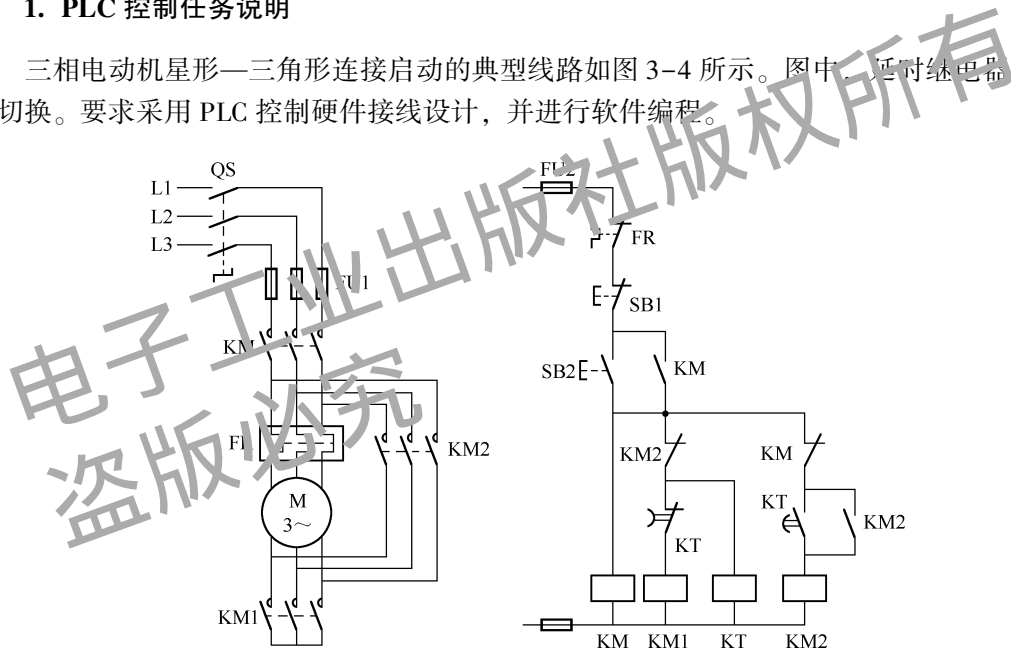 1. PLC 控制任务说明
三相电动机星形—三角形连接启动的典型线路如图 3-4 所示。图中，延时继电器
切换。要求采用 PLC 控制硬件接线设计，并进行软件编程。
电子工业出版社版权所有
盗版必究
QS
L1
L2
L3
FU1
KM
KM2
M
3～
KM1
FU2
FR
SB1
SB2
KM
KM2
KM
KT
KT
KM2
KM
KM1
KT
KM2